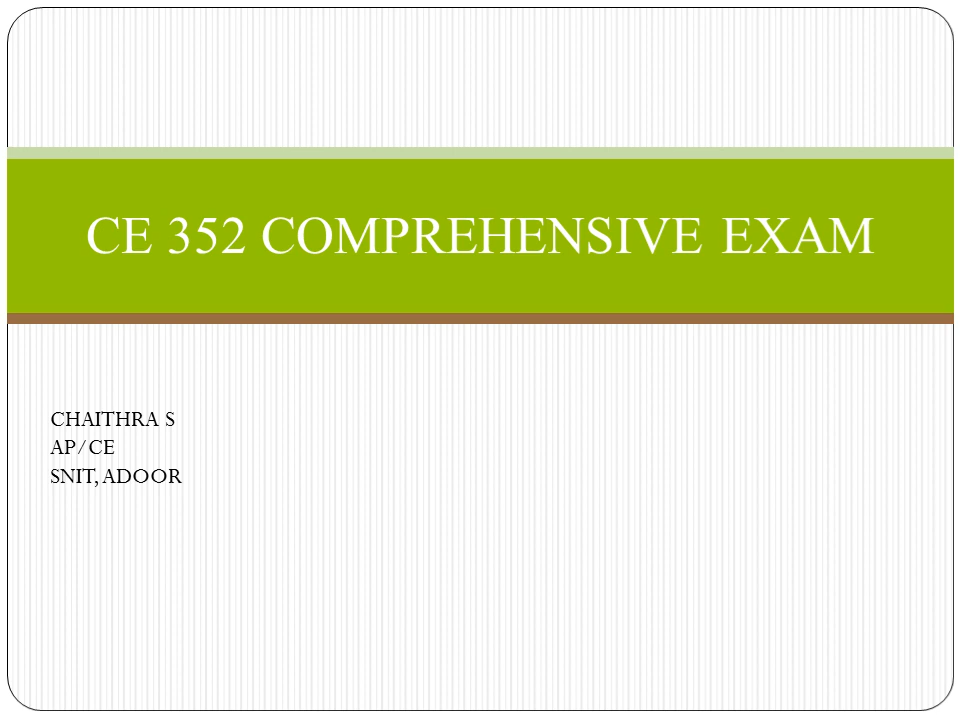 CE 352 COMPREHENSIVE EXAM
CHAITHRA S
AP/CE
SNIT, ADOOR